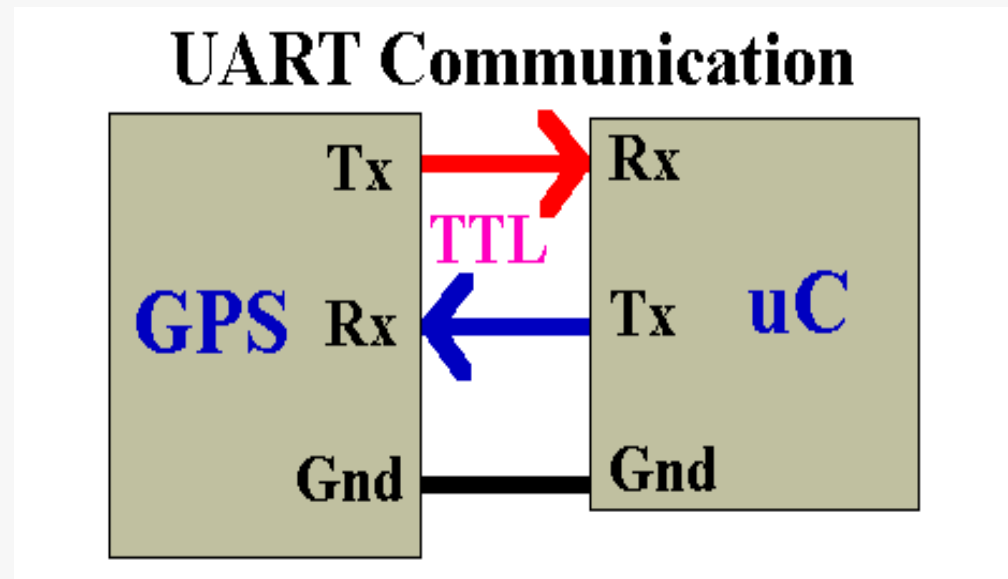 UART Communication
Tx Rx
TTL
GPS Rx Tx uC
Gnd Gnd